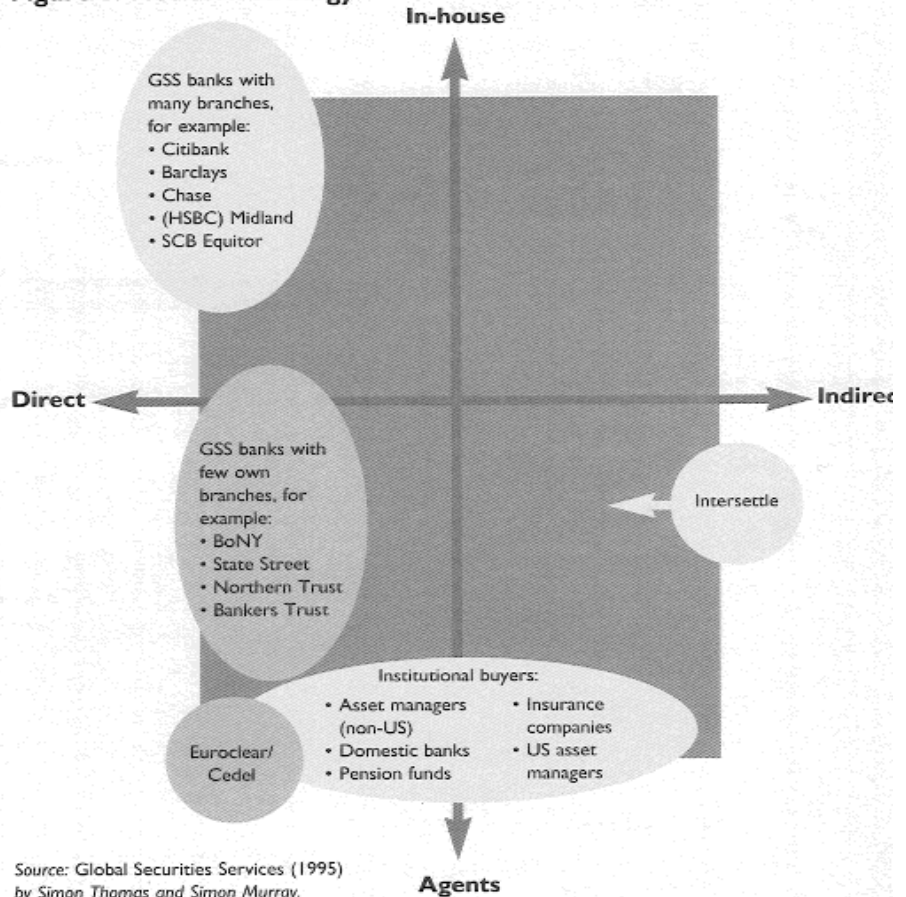 In-house
GSS banks with
many branches,
for example:
• Citibank
• Barclays
• Chase
• (HSBC) Midland
• SCB Equitor
Direct
Indirec
GSS banks with
few own
branches, for
example:
• BoNY
• State Street
• Northern Trust
• Bankers Trust
Intersettle
Institutional buyers:
• Asset managers
(non-US)
• Domestic banks
• Pension funds
• Insurance
companies
• US asset
managers
Euroclear/
Cedel
Agents
Source: Global Securities Services (1995)
by Simon Thomas and Simon Murray.